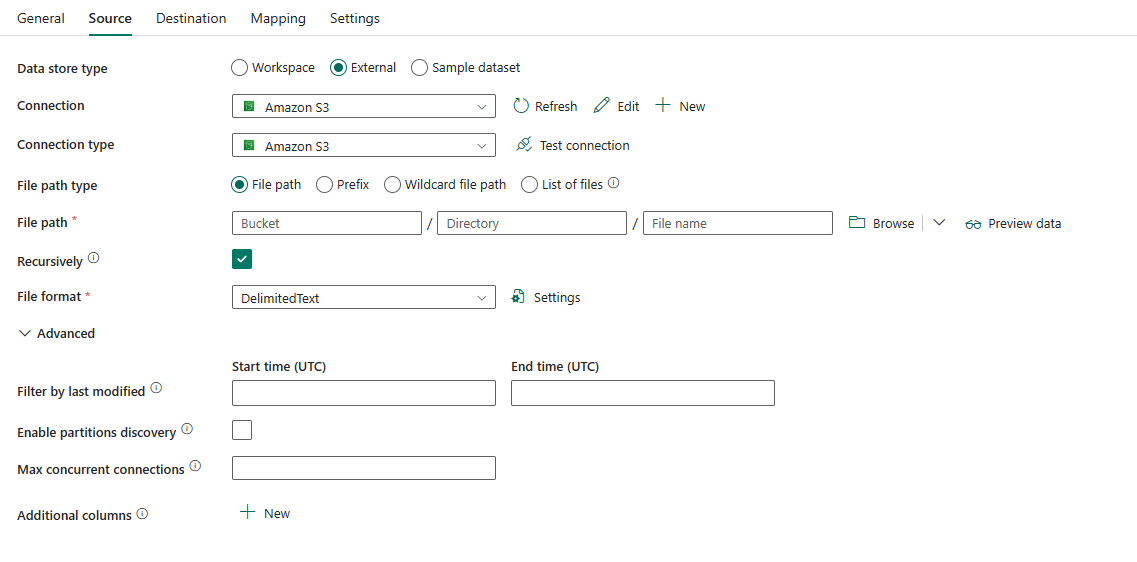 General Source Destination Mapping Settings
Data store type Workspace External Sample dataset
Connection Amazon S3 Refresh Edit New
Connection type Amazon S3 Test connection
File path type File path Prefix Wildcard file path List of files
File path * Bucket / Directory / File name Browse Preview data
Recursively
File format * DelimitedText Settings
Advanced
Start time (UTC) End time (UTC)
Filter by last modified
Enable partitions discovery
Max concurrent connections
Additional columns New